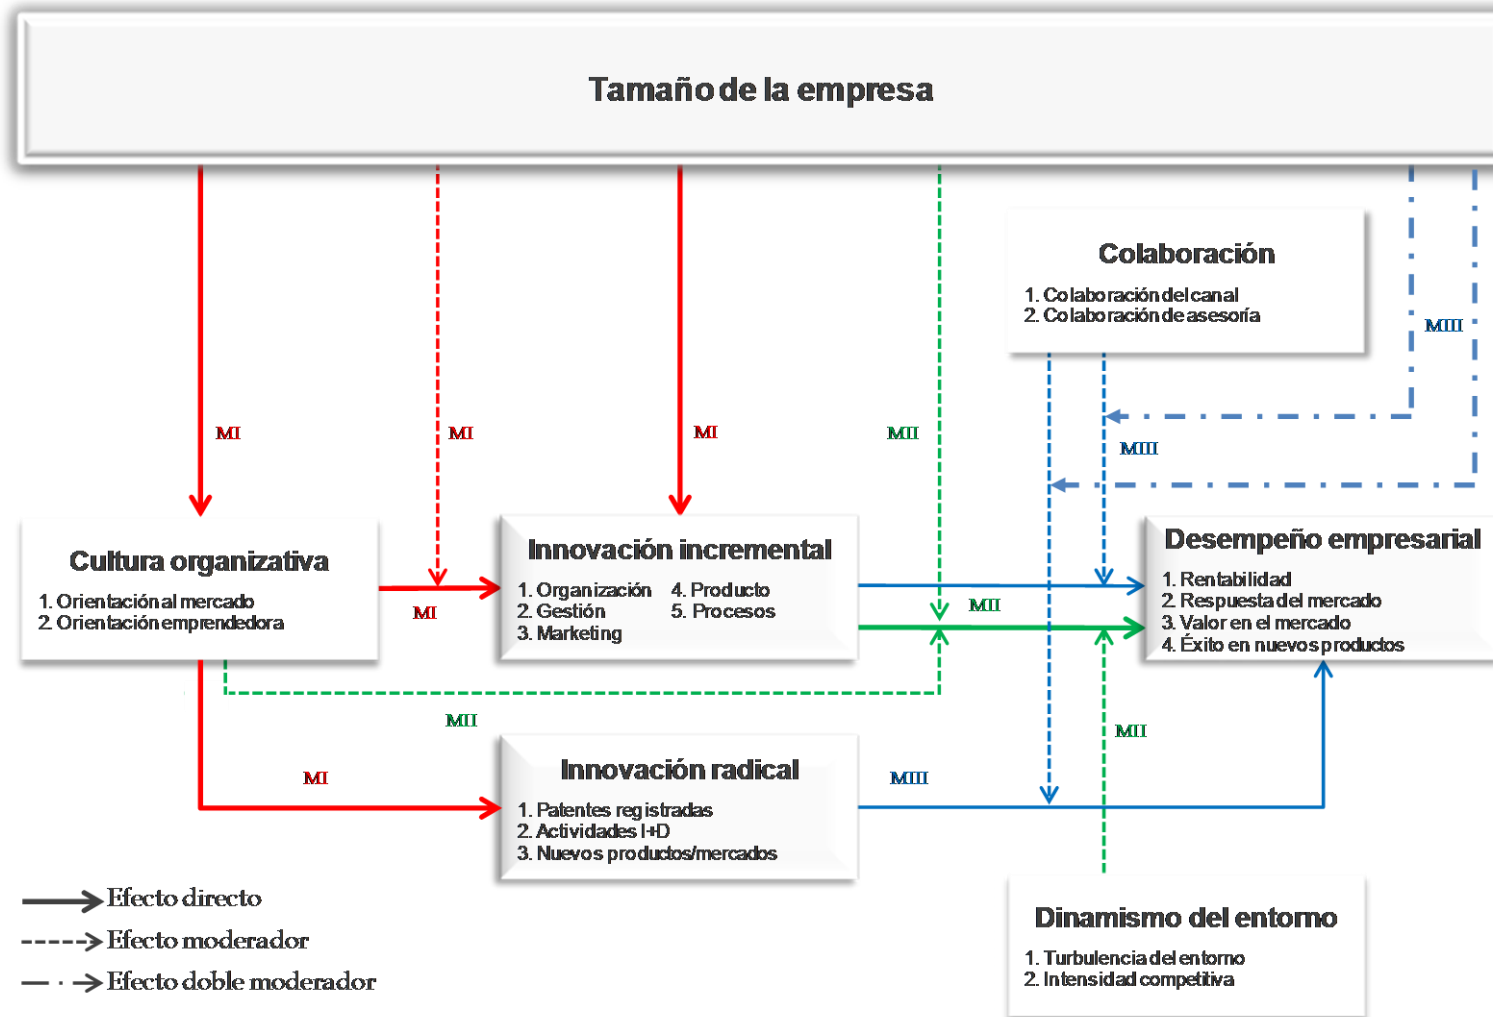 Tamaño de la empresa
Colaboración
1. Colaboración del canal
2. Colaboración de asesoría
MIII
MI
MI
MI
MII
MIII
Cultura organizativa
1. Orientación al mercado
2. Orientación emprendedora
MI
Innovación incremental
1. Organización
2. Gestión
3. Marketing
4. Producto
5. Procesos
MII
Desempeño empresarial
1. Rentabilidad
2. Respuesta del mercado
3. Valor en el mercado
4. Éxito en nuevos productos
MII
MII
MI
Innovación radical
1. Patentes registradas
2. Actividades I+D
3. Nuevos productos/mercados
MIII
Efecto directo
Efecto moderador
Efecto doble moderador
Dinamismo del entorno
1. Turbulencia del entorno
2. Intensidad competitiva